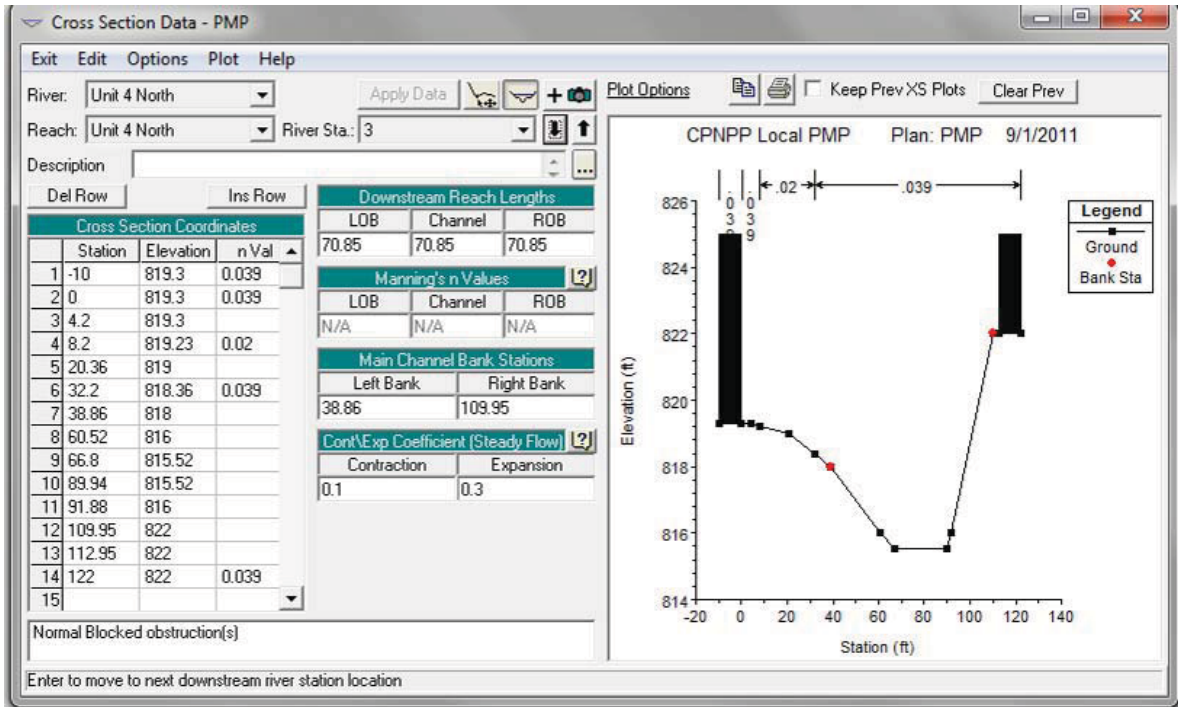 Cross Section Data - PMP
Exit Edit Options Plot Help
River: Unit 4 North
Apply Data
Plot Options
Keep Prev XS Plots
Clear Prev
Reach: Unit 4 North
River Sta.: 3
Description
...
Del Row
Ins Row
Downstream Reach Lengths
LOB Channel ROB
70.85 70.85 70.85
Manning's n Values
LOB Channel ROB
N/A N/A N/A
Main Channel Bank Stations
Left Bank Right Bank
38.86 109.95
Cont\Exp Coefficient (Steady Flow)
Contraction Expansion
0.1 0.3
Cross Section Coordinates
Station Elevation n Val
1 -10 819.3 0.039
2 0 819.3 0.039
3 4.2 819.3
4 8.2 819.23 0.02
5 20.36 819
6 32.2 818.36 0.039
7 38.86 818
8 60.52 816
9 66.8 815.52
10 89.94 815.52
11 91.88 816
12 109.95 822
13 112.95 822
14 122 822 0.039
15
Normal Blocked obstruction(s)
Enter to move to next downstream river station location
CPNPP Local PMP Plan: PMP 9/1/2011
.039
.039
.02
.039
826
824
822
820
818
816
814
Elevation (ft)
-20 0 20 40 60 80 100 120 140
Station (ft)
Legend
Ground
Bank Sta